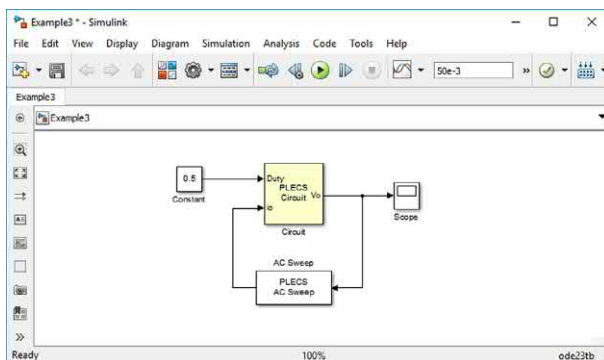 Example3 * - Simulink
File Edit View Display Diagram Simulation Analysis Code Tools Help
50e-3
»
Example3
Example3
0.5
Constant
Duty
PLECS
Circuit
Vo
io
Circuit
Scope
AC Sweep
PLECS
AC Sweep
»
Ready 100% ode23tb